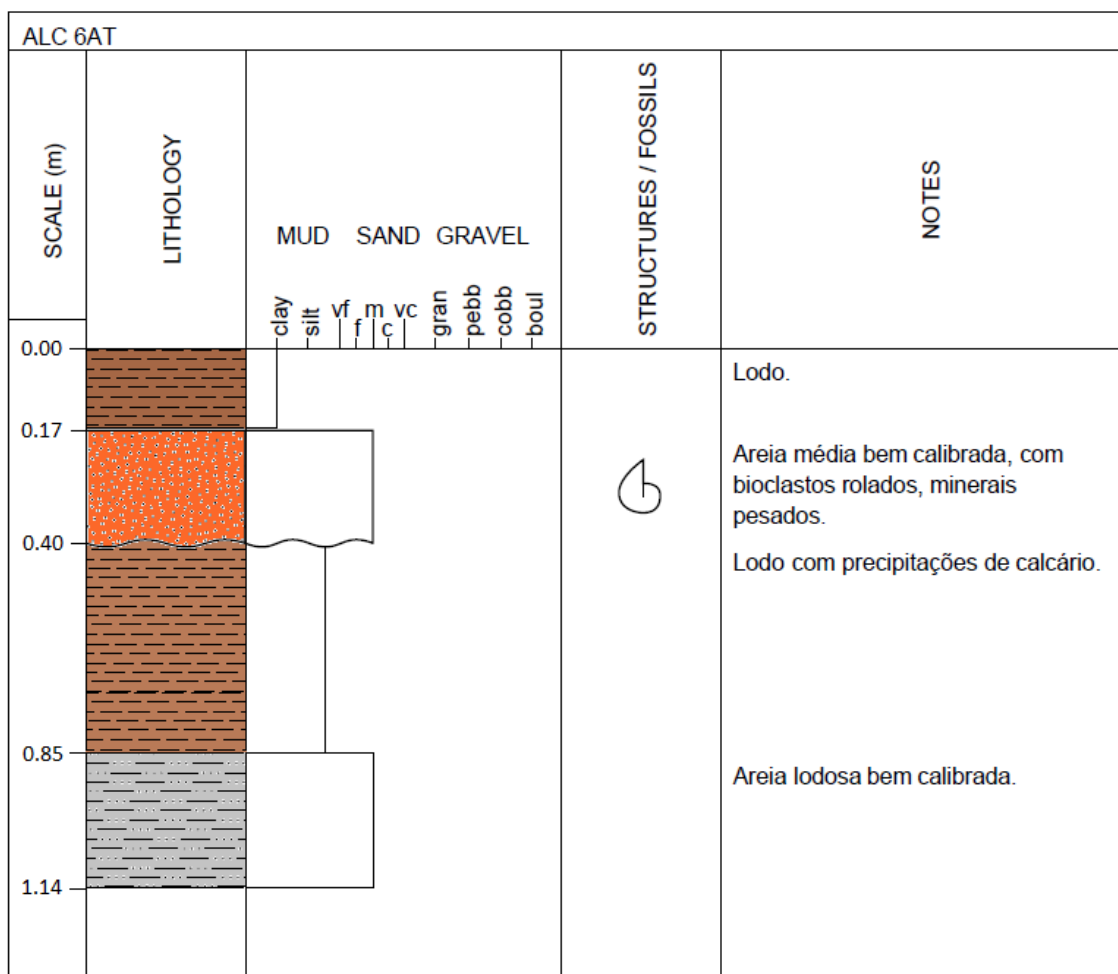 ALC 6AT
SCALE (m)
LITHOLOGY
MUD SAND GRAVEL
clay silt vf f m c vc gran pebb cobb boul
STRUCTURES / FOSSILS
NOTES
0.00
Lodo.
0.17
Areia média bem calibrada, com
bioclastos rolados, minerais
pesados.
0.40
Lodo com precipitações de calcário.
0.85
Areia lodosa bem calibrada.
1.14